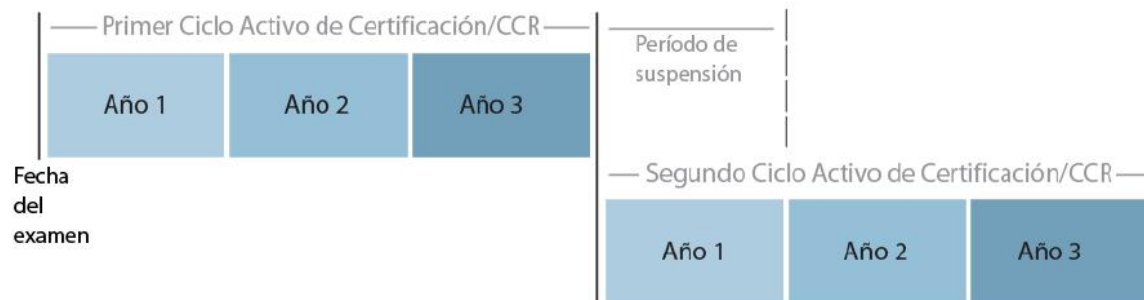 Primer Ciclo Activo de Certificación/CCR
Período de
suspensión
Año 1
Año 2
Año 3
Fecha
del
examen
Segundo Ciclo Activo de Certificación/CCR
Año 1
Año 2
Año 3